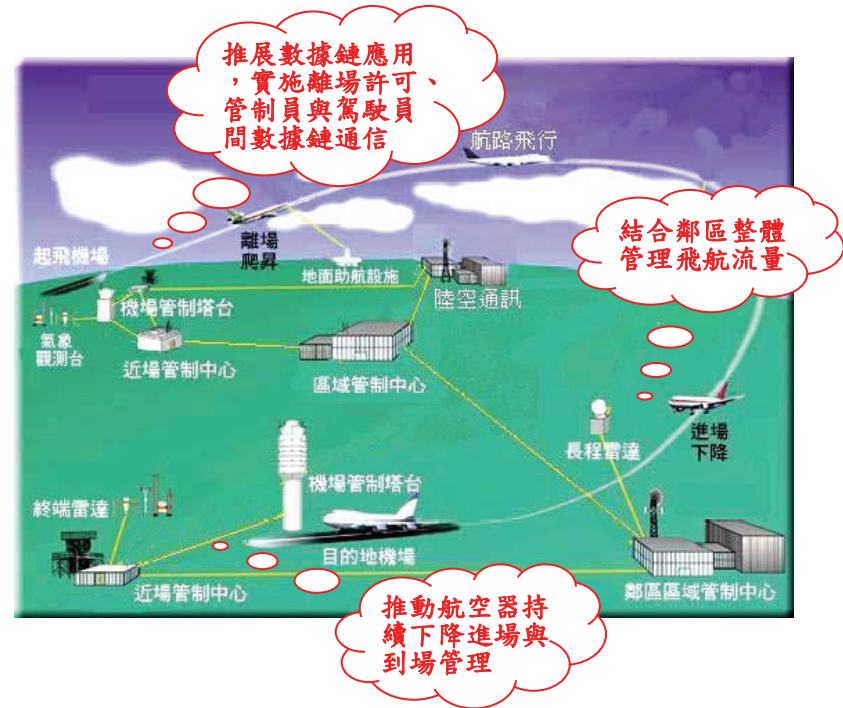 推展數據鏈應用
，實施離場許可、
管制員與駕駛員
間數據鏈通信
航路飛行
結合鄰區整體
管理飛航流量
離場
爬昇
起飛機場
地面助航設施
陸空通訊
機場管制塔台
氣象
觀測台
近場管制中心
區域管制中心
進場
下降
長程雷達
機場管制塔台
終端雷達
目的地機場
近場管制中心
鄰區區域管制中心
推動航空器持
續下降進場與
到場管理